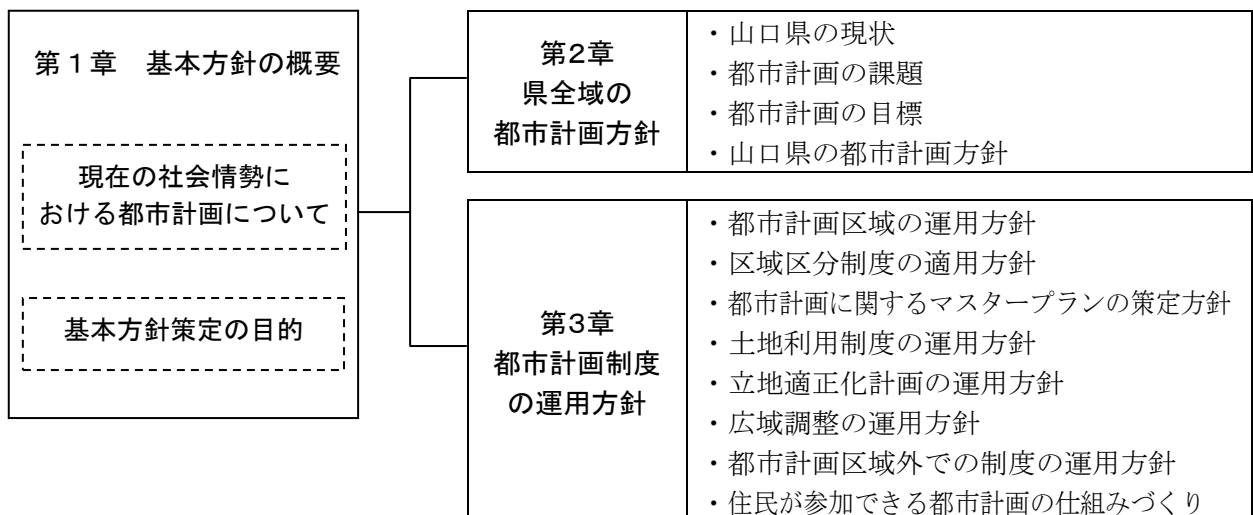 第1章　基本方針の概要
現在の社会情勢に
おける都市計画について
基本方針策定の目的
第2章
県全域の
都市計画方針
・山口県の現状
・都市計画の課題
・都市計画の目標
・山口県の都市計画方針
第3章
都市計画制度
の運用方針
・都市計画区域の運用方針
・区域区分制度の適用方針
・都市計画に関するマスタープランの策定方針
・土地利用制度の運用方針
・立地適正化計画の運用方針
・広域調整の運用方針
・都市計画区域外での制度の運用方針
・住民が参加できる都市計画の仕組みづくり